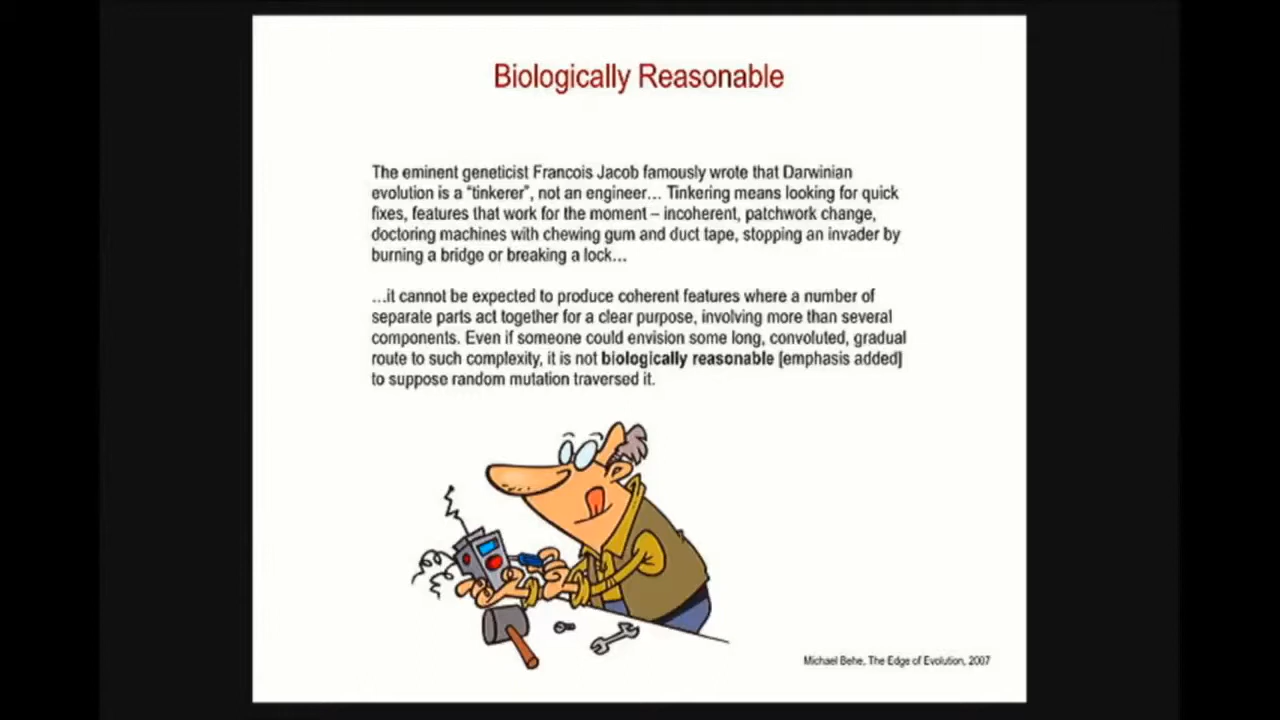 Biologically Reasonable
The eminent geneticist Francois Jacob famously wrote that Darwinian
evolution is a “tinkerer”, not an engineer... Tinkering means looking for quick
fixes, features that work for the moment – incoherent, patchwork change,
doctoring machines with chewing gum and duct tape, stopping an invader by
burning a bridge or breaking a lock...
...it cannot be expected to produce coherent features where a number of
separate parts act together for a clear purpose, involving more than several
components. Even if someone could envision some long, convoluted, gradual
route to such complexity, it is not biologically reasonable [emphasis added]
to suppose random mutation traversed it.
Michael Behe, The Edge of Evolution, 2007